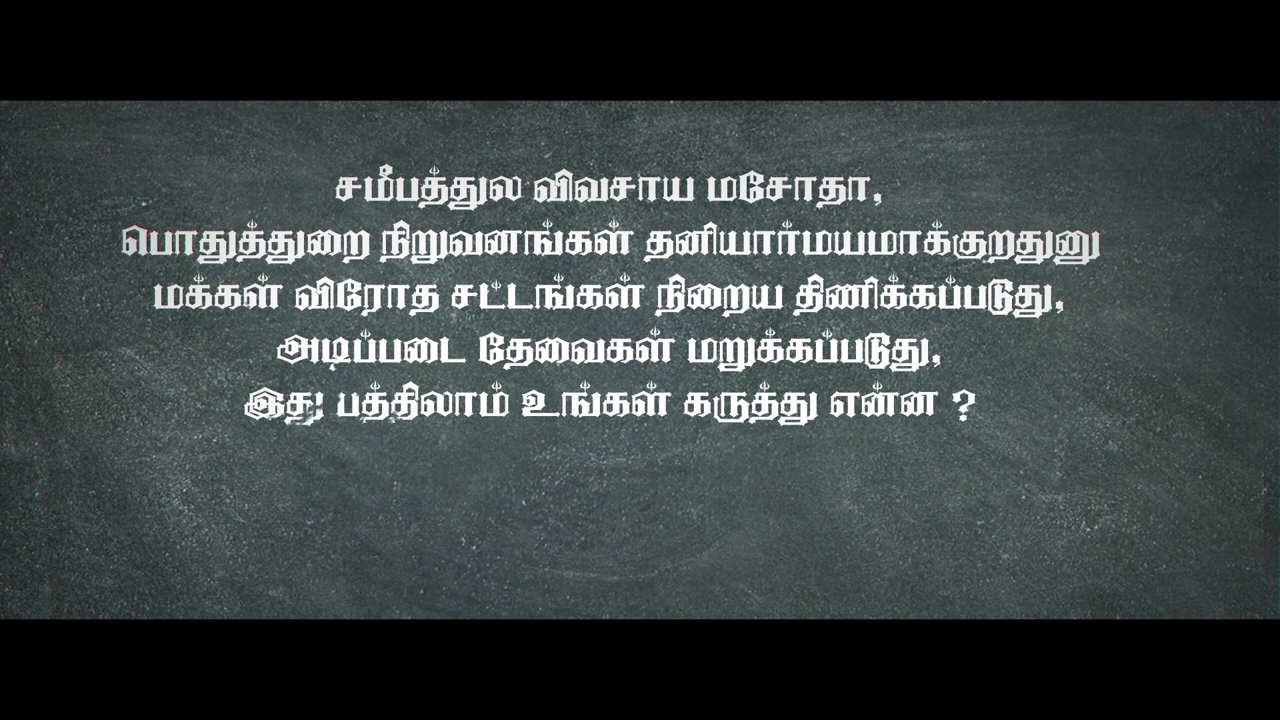 சமீபத்துல விவசாய மசோதா,
பொதுத்துறை நிறுவனங்கள் தனியார்மயமாக்குறதுனு
மக்கள் விரோத சட்டங்கள் நிறைய திணிக்கப்படுது,
அடிப்படை தேவைகள் மறுக்கப்படுது,
இது பத்திலாம் உங்கள் கருத்து என்ன ?